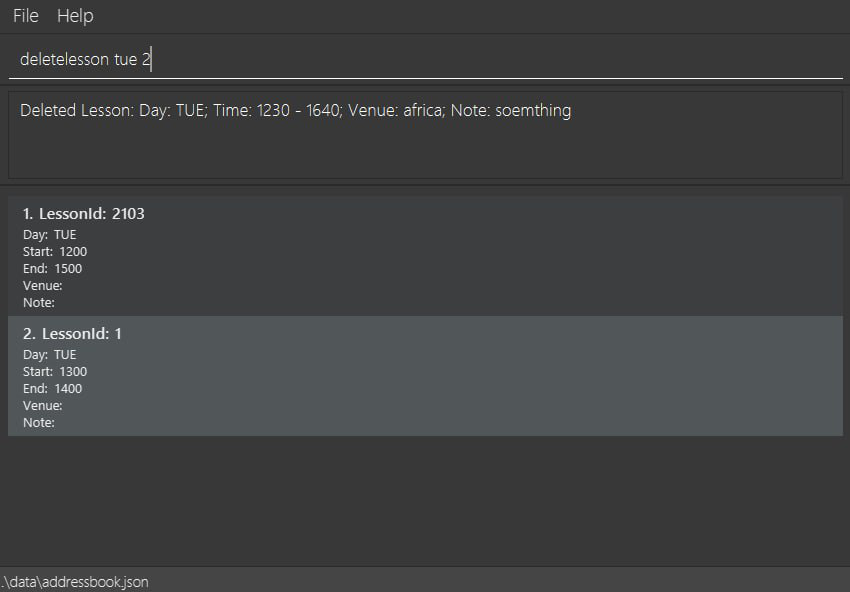 File Help
deletelesson tue 2
Deleted Lesson: Day: TUE; Time: 1230 - 1640; Venue: africa; Note: soemthing
1. LessonId: 2103
Day: TUE
Start: 1200
End: 1500
Venue:
Note:
2. LessonId: 1
Day: TUE
Start: 1300
End: 1400
Venue:
Note:
.\data\addressbook.json